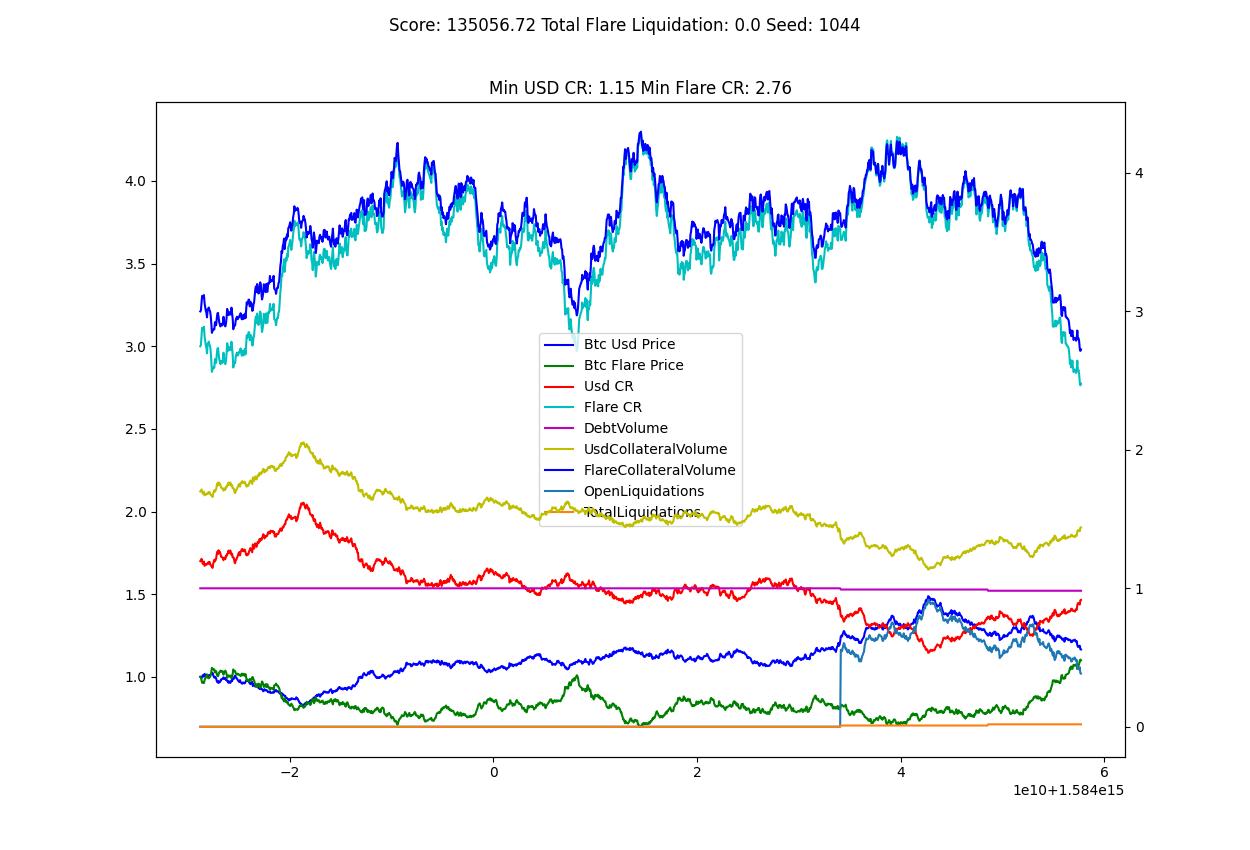 Score: 135056.72 Total Flare Liquidation: 0.0 Seed: 1044
Min USD CR: 1.15 Min Flare CR: 2.76
4.0
3.5
3.0
2.5
2.0
1.5
1.0
4
3
2
1
0
Btc Usd Price
Btc Flare Price
Usd CR
Flare CR
DebtVolume
UsdCollateralVolume
FlareCollateralVolume
OpenLiquidations
TotalLiquidations
−2
0
2
4
6
1e10+1.584e15